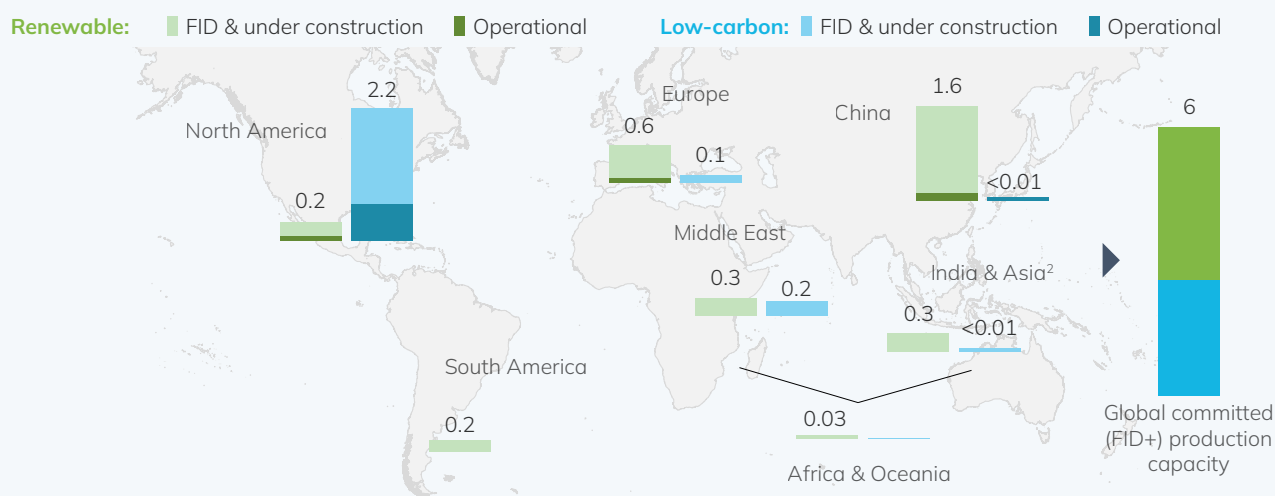 Renewable: FID & under construction Operational Low-carbon: FID & under construction Operational
2.2
North America
0.2
Europe
0.6
0.1
China
1.6
<0.01
6
Middle East
0.3
0.2
India & Asia²
0.3
<0.01
South America
0.2
0.03
Africa & Oceania
Global committed
(FID+) production
capacity